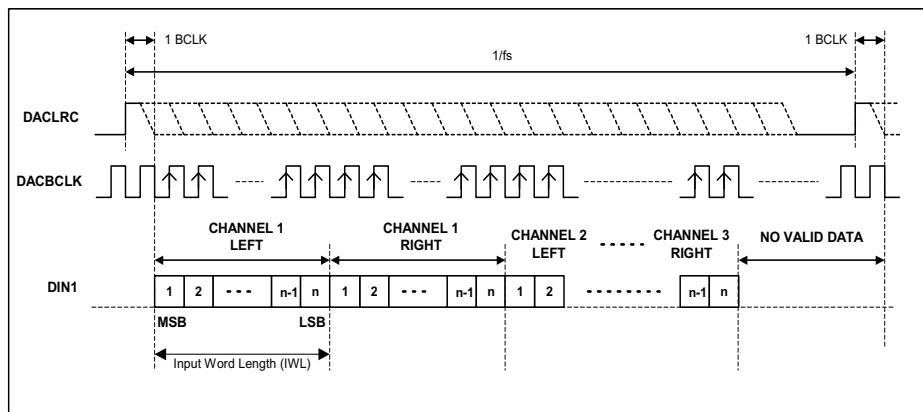 1 BCLK
1 BCLK
1/fs
DACLRC
DACBCLK
CHANNEL 1
LEFT
CHANNEL 1
RIGHT
CHANNEL 2
LEFT
CHANNEL 3
RIGHT
NO VALID DATA
DIN1
1 2 n-1 n 1 2 n-1 n 1 2 n-1 n
MSB LSB
Input Word Length (IWL)